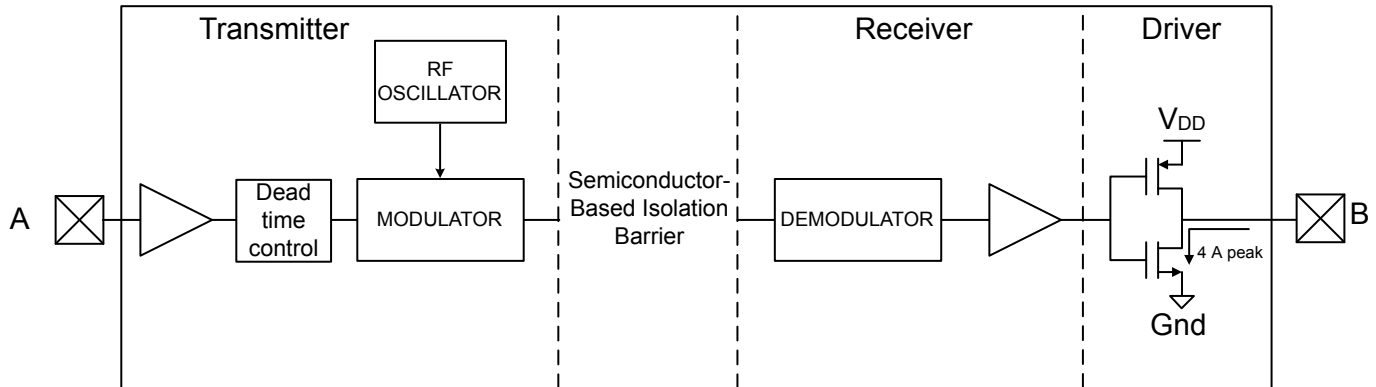 Transmitter
Receiver
Driver
RF
OSCILLATOR
VDD
A
Dead
time
control
MODULATOR
Semiconductor-
Based Isolation
Barrier
DEMODULATOR
4 A peak
B
Gnd